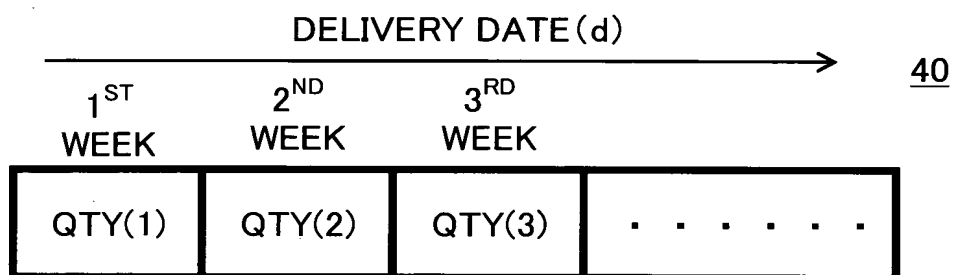 DELIVERY DATE(d)
40
1ST 2ND 3RD
WEEK WEEK WEEK
QTY(1) QTY(2) QTY(3) · · · · · ·